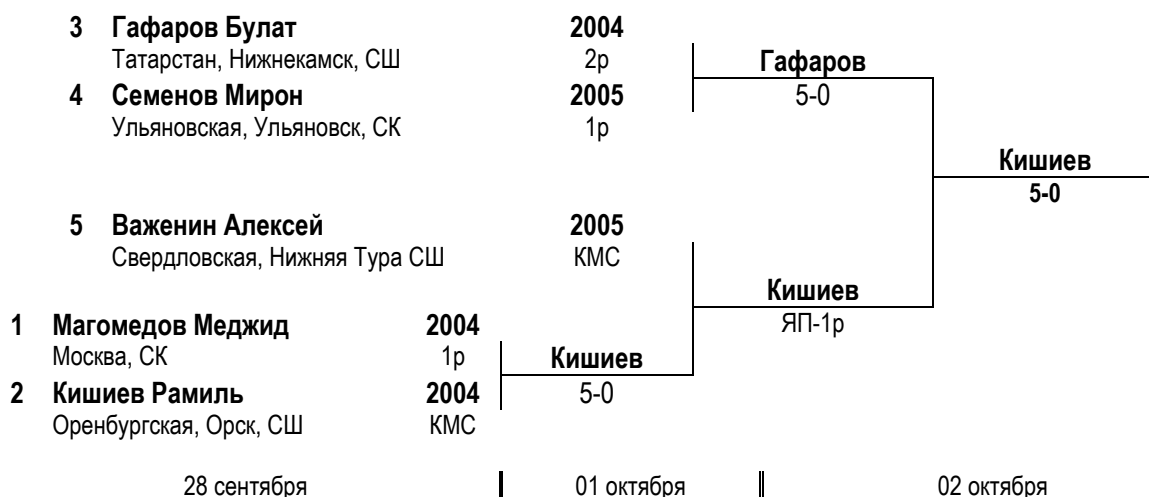 3 Гафаров Булат 2004
Татарстан, Нижнекамск, СШ 2р
Гафаров
4 Семенов Мирон 2005
5-0
Ульяновская, Ульяновск, СК 1р
Кишиев
5-0
5 Важенин Алексей 2005
Свердловская, Нижняя Тура СШ КМС
Кишиев
ЯП-1р
1 Магомедов Меджид 2004
Москва, СК 1р
Кишиев
2 Кишиев Рамиль 2004
5-0
Оренбургская, Орск, СШ КМС
28 сентября 01 октября 02 октября